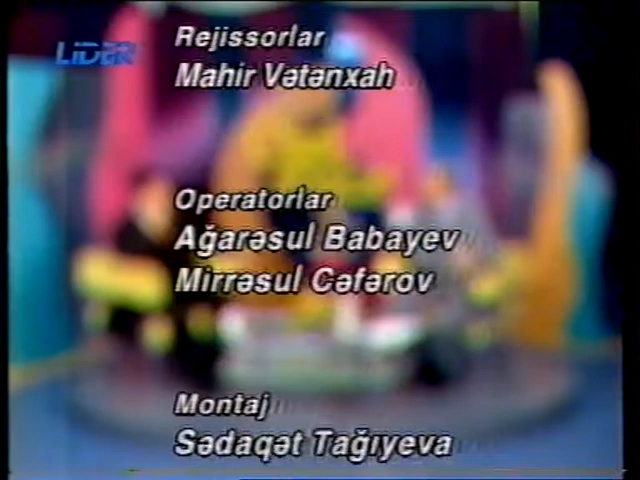 LiDER
Rejissorlar
Mahir Vətənxah
Operatorlar
Ağarəsul Babayev
Mirrəsul Cəfərov
Montaj
Sədaqət Tağıyeva